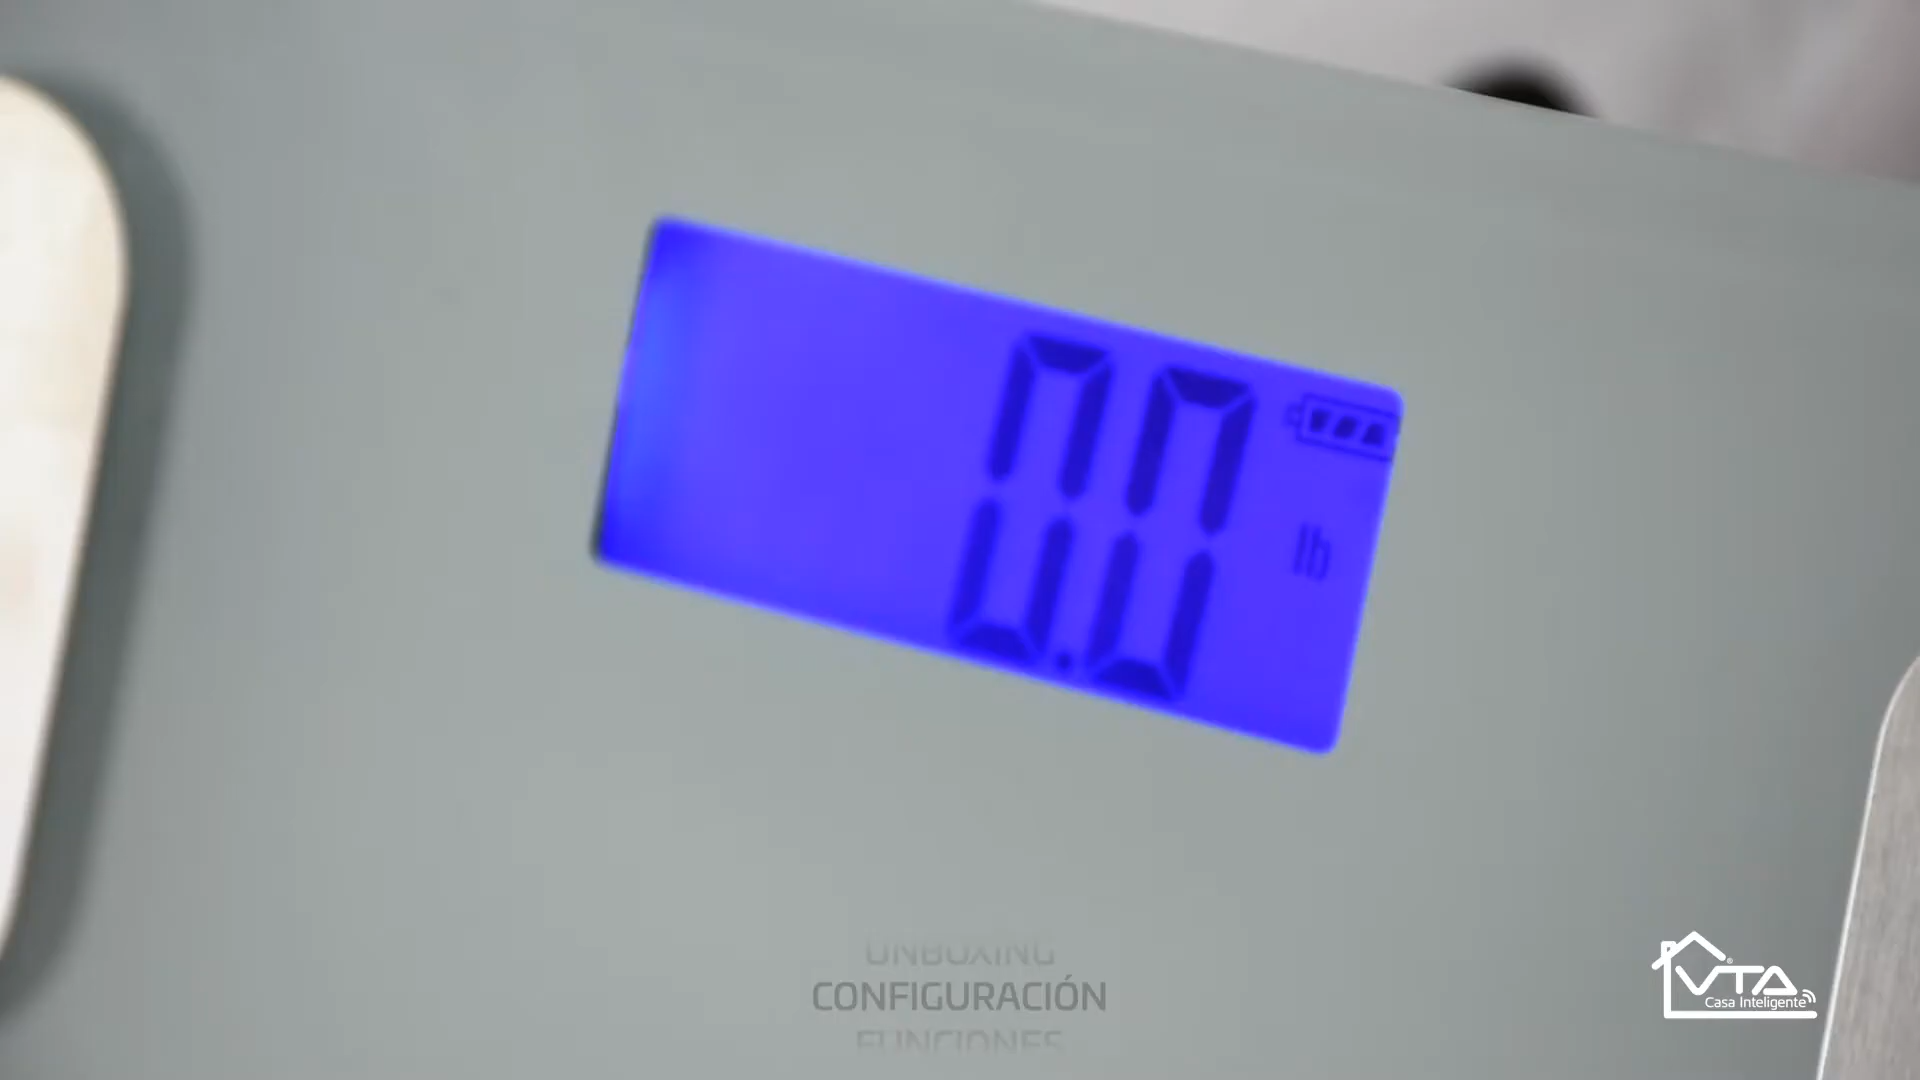 0.0
lb
UNBOXING
CONFIGURACIÓN
FUNCIONES
VTA®
Casa Inteligente